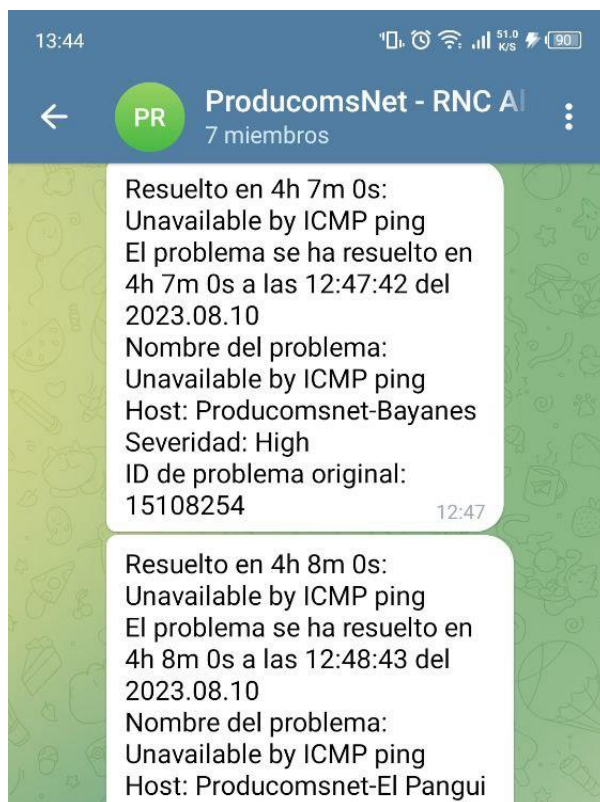 13:44
51.0
K/S
90
PR
ProducomsNet - RNC Al
7 miembros
Resuelto en 4h 7m 0s:
Unavailable by ICMP ping
El problema se ha resuelto en
4h 7m 0s a las 12:47:42 del
2023.08.10
Nombre del problema:
Unavailable by ICMP ping
Host: Producomsnet-Bayanes
Severidad: High
ID de problema original:
15108254
12:47
Resuelto en 4h 8m 0s:
Unavailable by ICMP ping
El problema se ha resuelto en
4h 8m 0s a las 12:48:43 del
2023.08.10
Nombre del problema:
Unavailable by ICMP ping
Host: Producomsnet-El Pangui